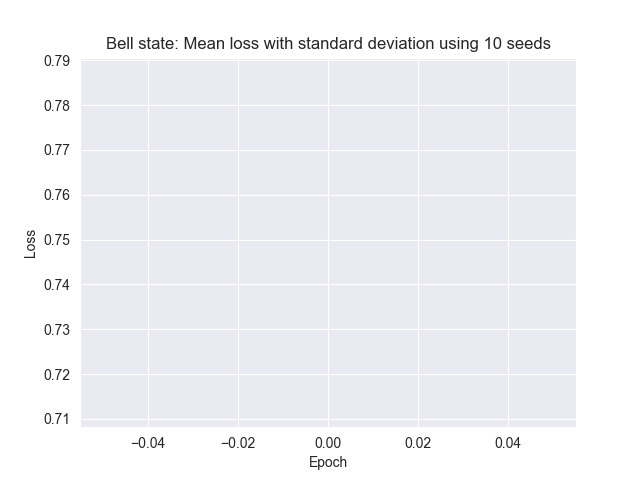 Bell state: Mean loss with standard deviation using 10 seeds
0.79
0.78
0.77
0.76
0.75
0.74
0.73
0.72
0.71
Loss
−0.04 −0.02 0.00 0.02 0.04
Epoch